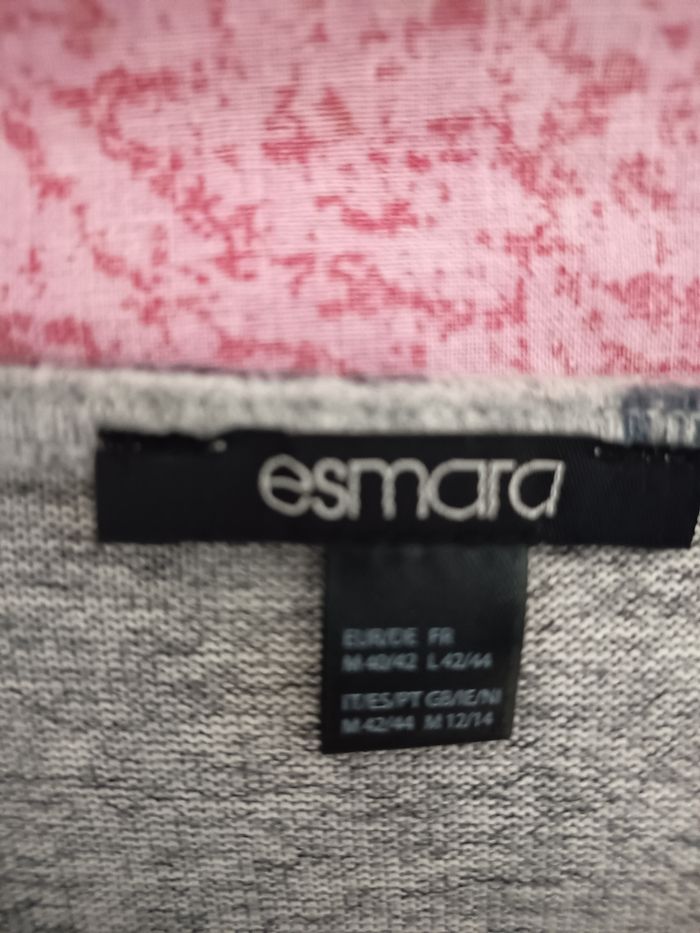 esmara
EUR/DE FR
M 40/42 L 42/44
IT/ES/PT GB/IE/NI
M 42/44 M 12/14